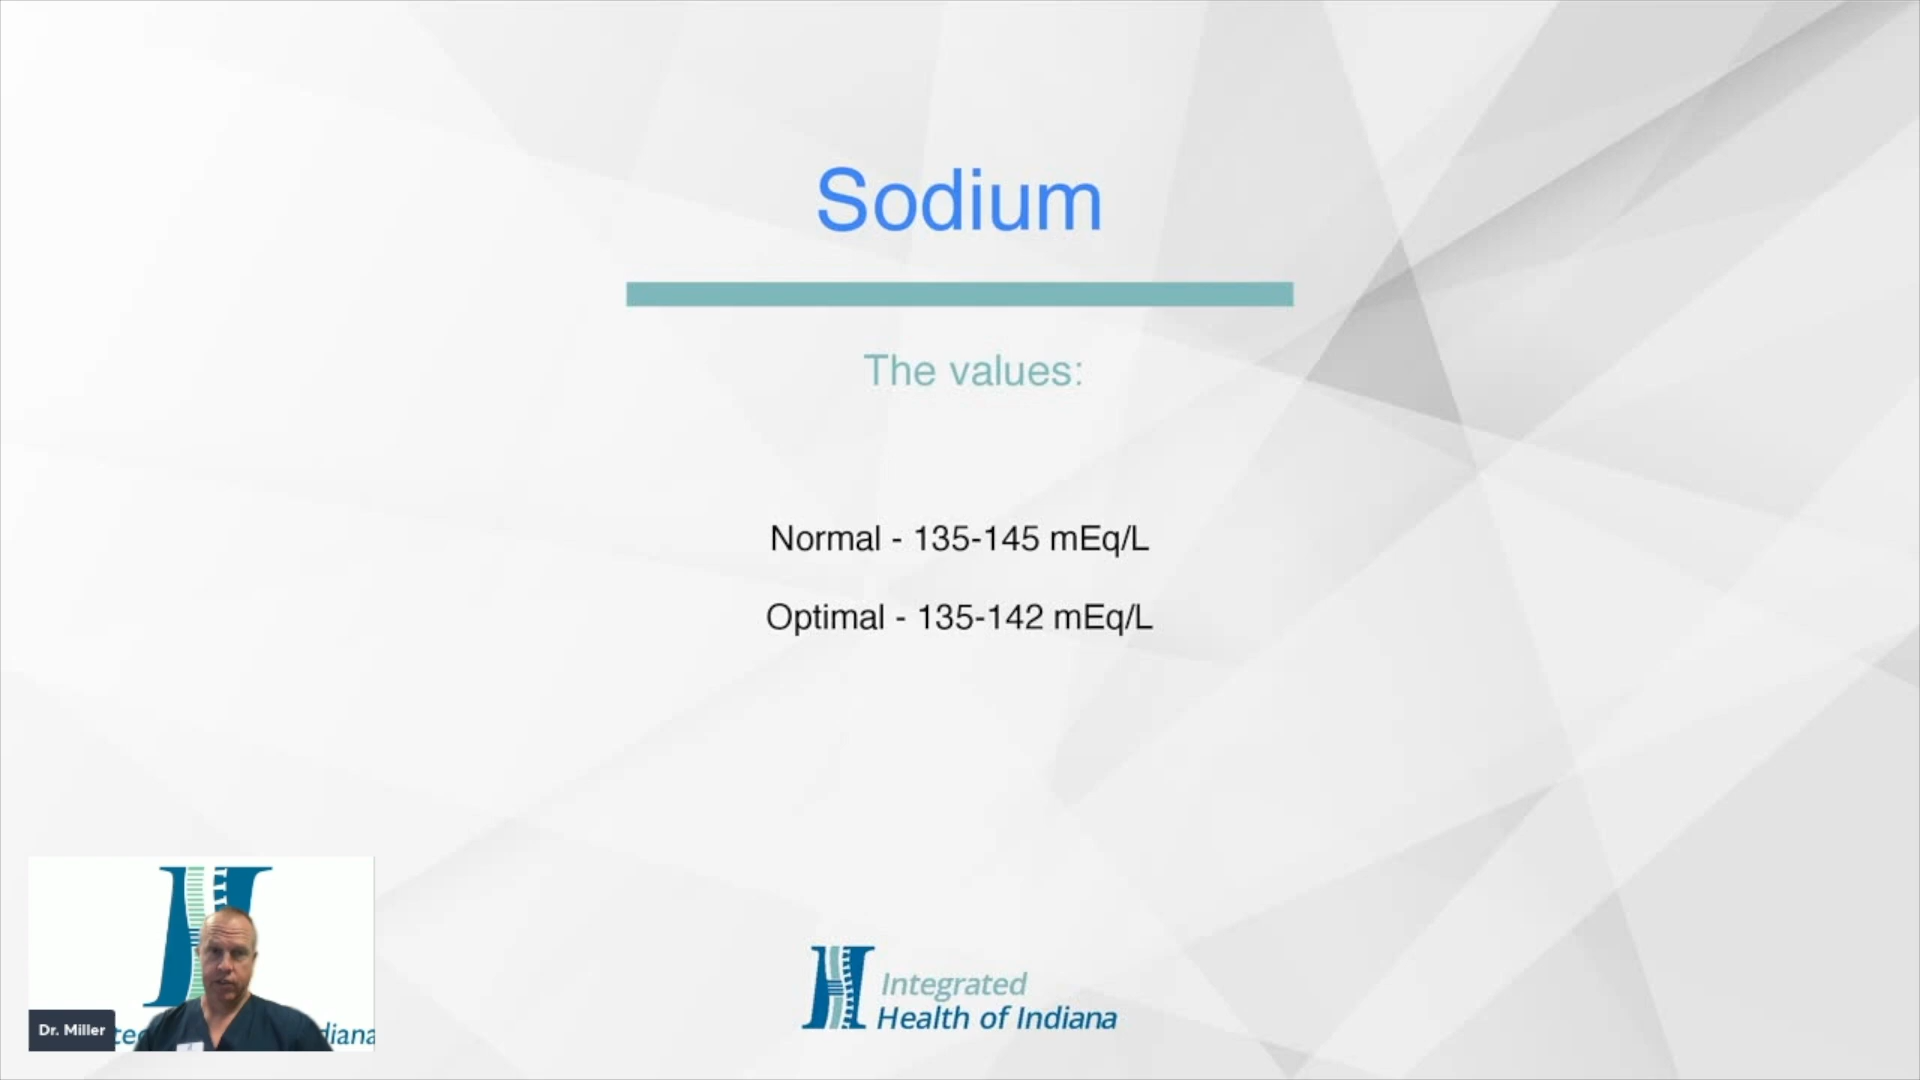 Sodium
The values:
Normal - 135-145 mEq/L
Optimal - 135-142 mEq/L
Integrated
Health of Indiana
Dr. Miller